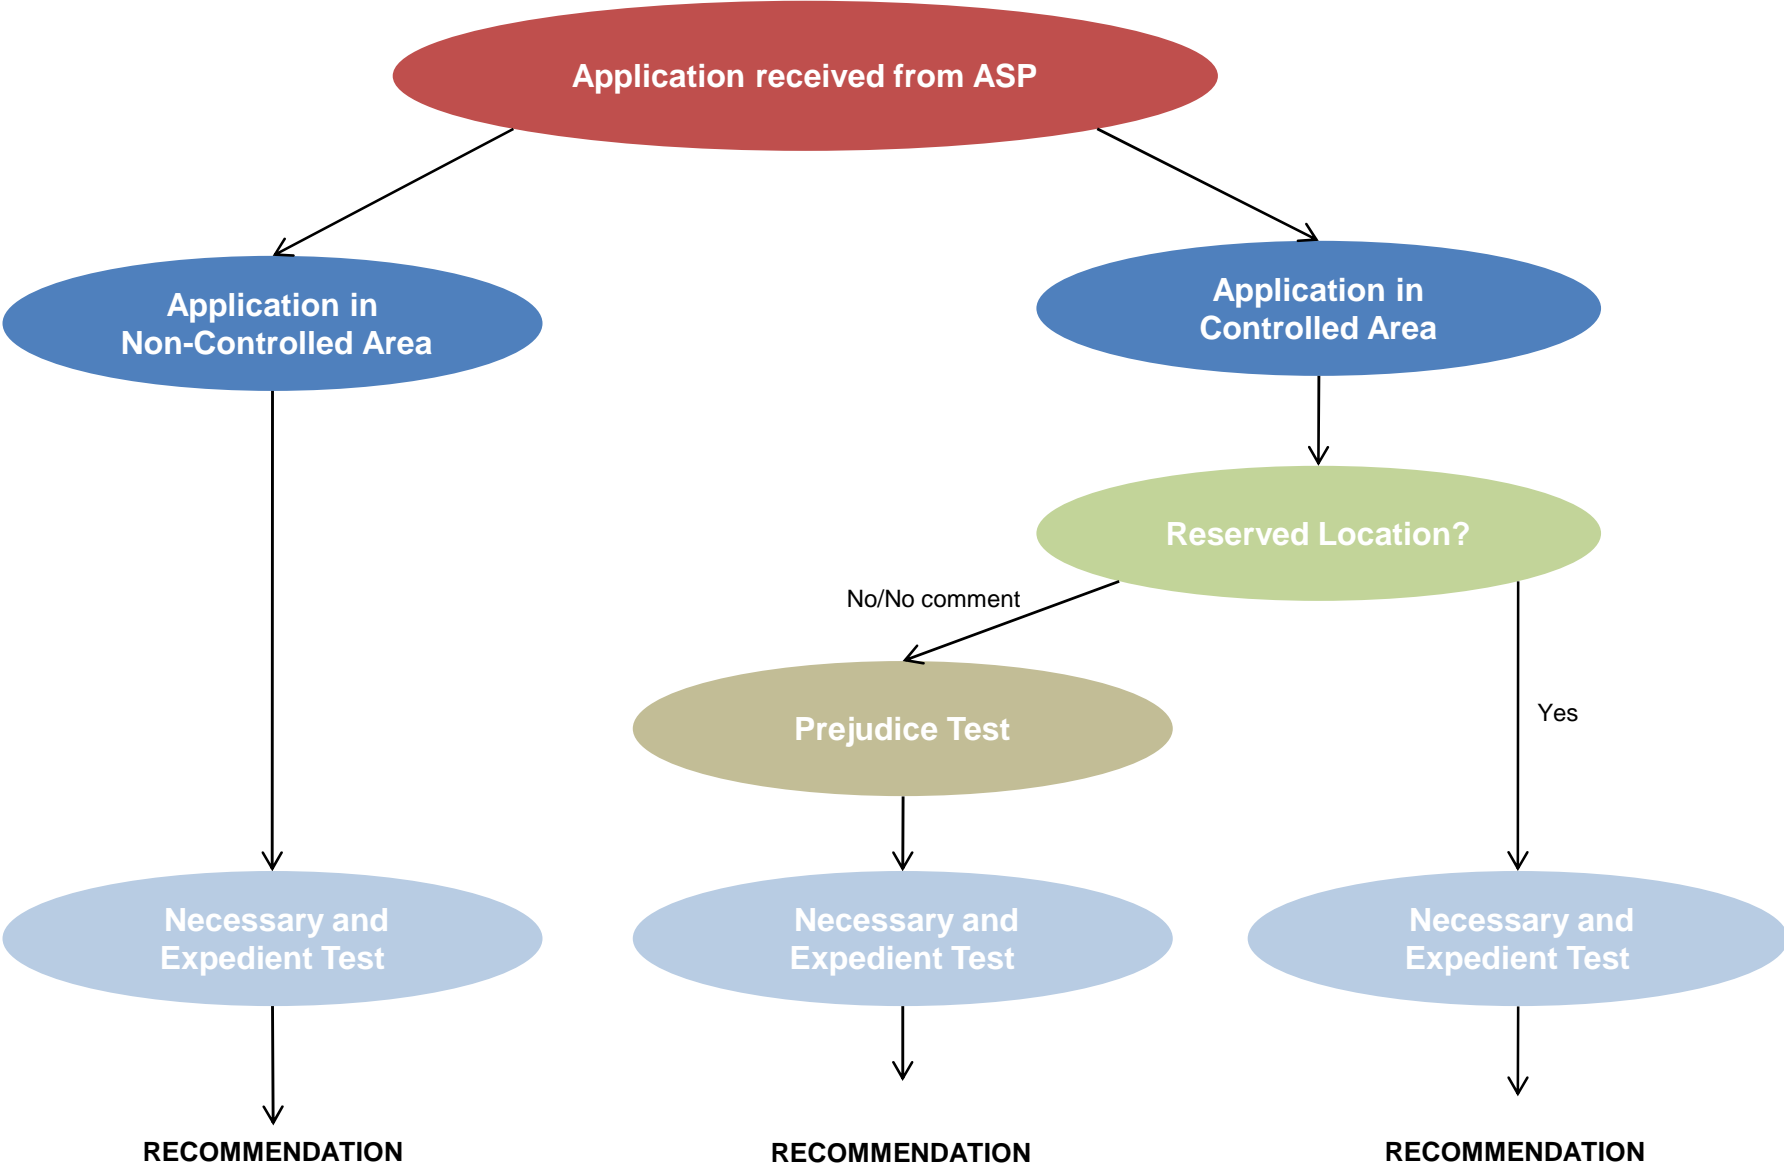 Application received from ASP
Application in
Non-Controlled Area
Application in
Controlled Area
Reserved Location?
No/No comment
Prejudice Test
Yes
Necessary and
Expedient Test
Necessary and
Expedient Test
Necessary and
Expedient Test
RECOMMENDATION
RECOMMENDATION
RECOMMENDATION